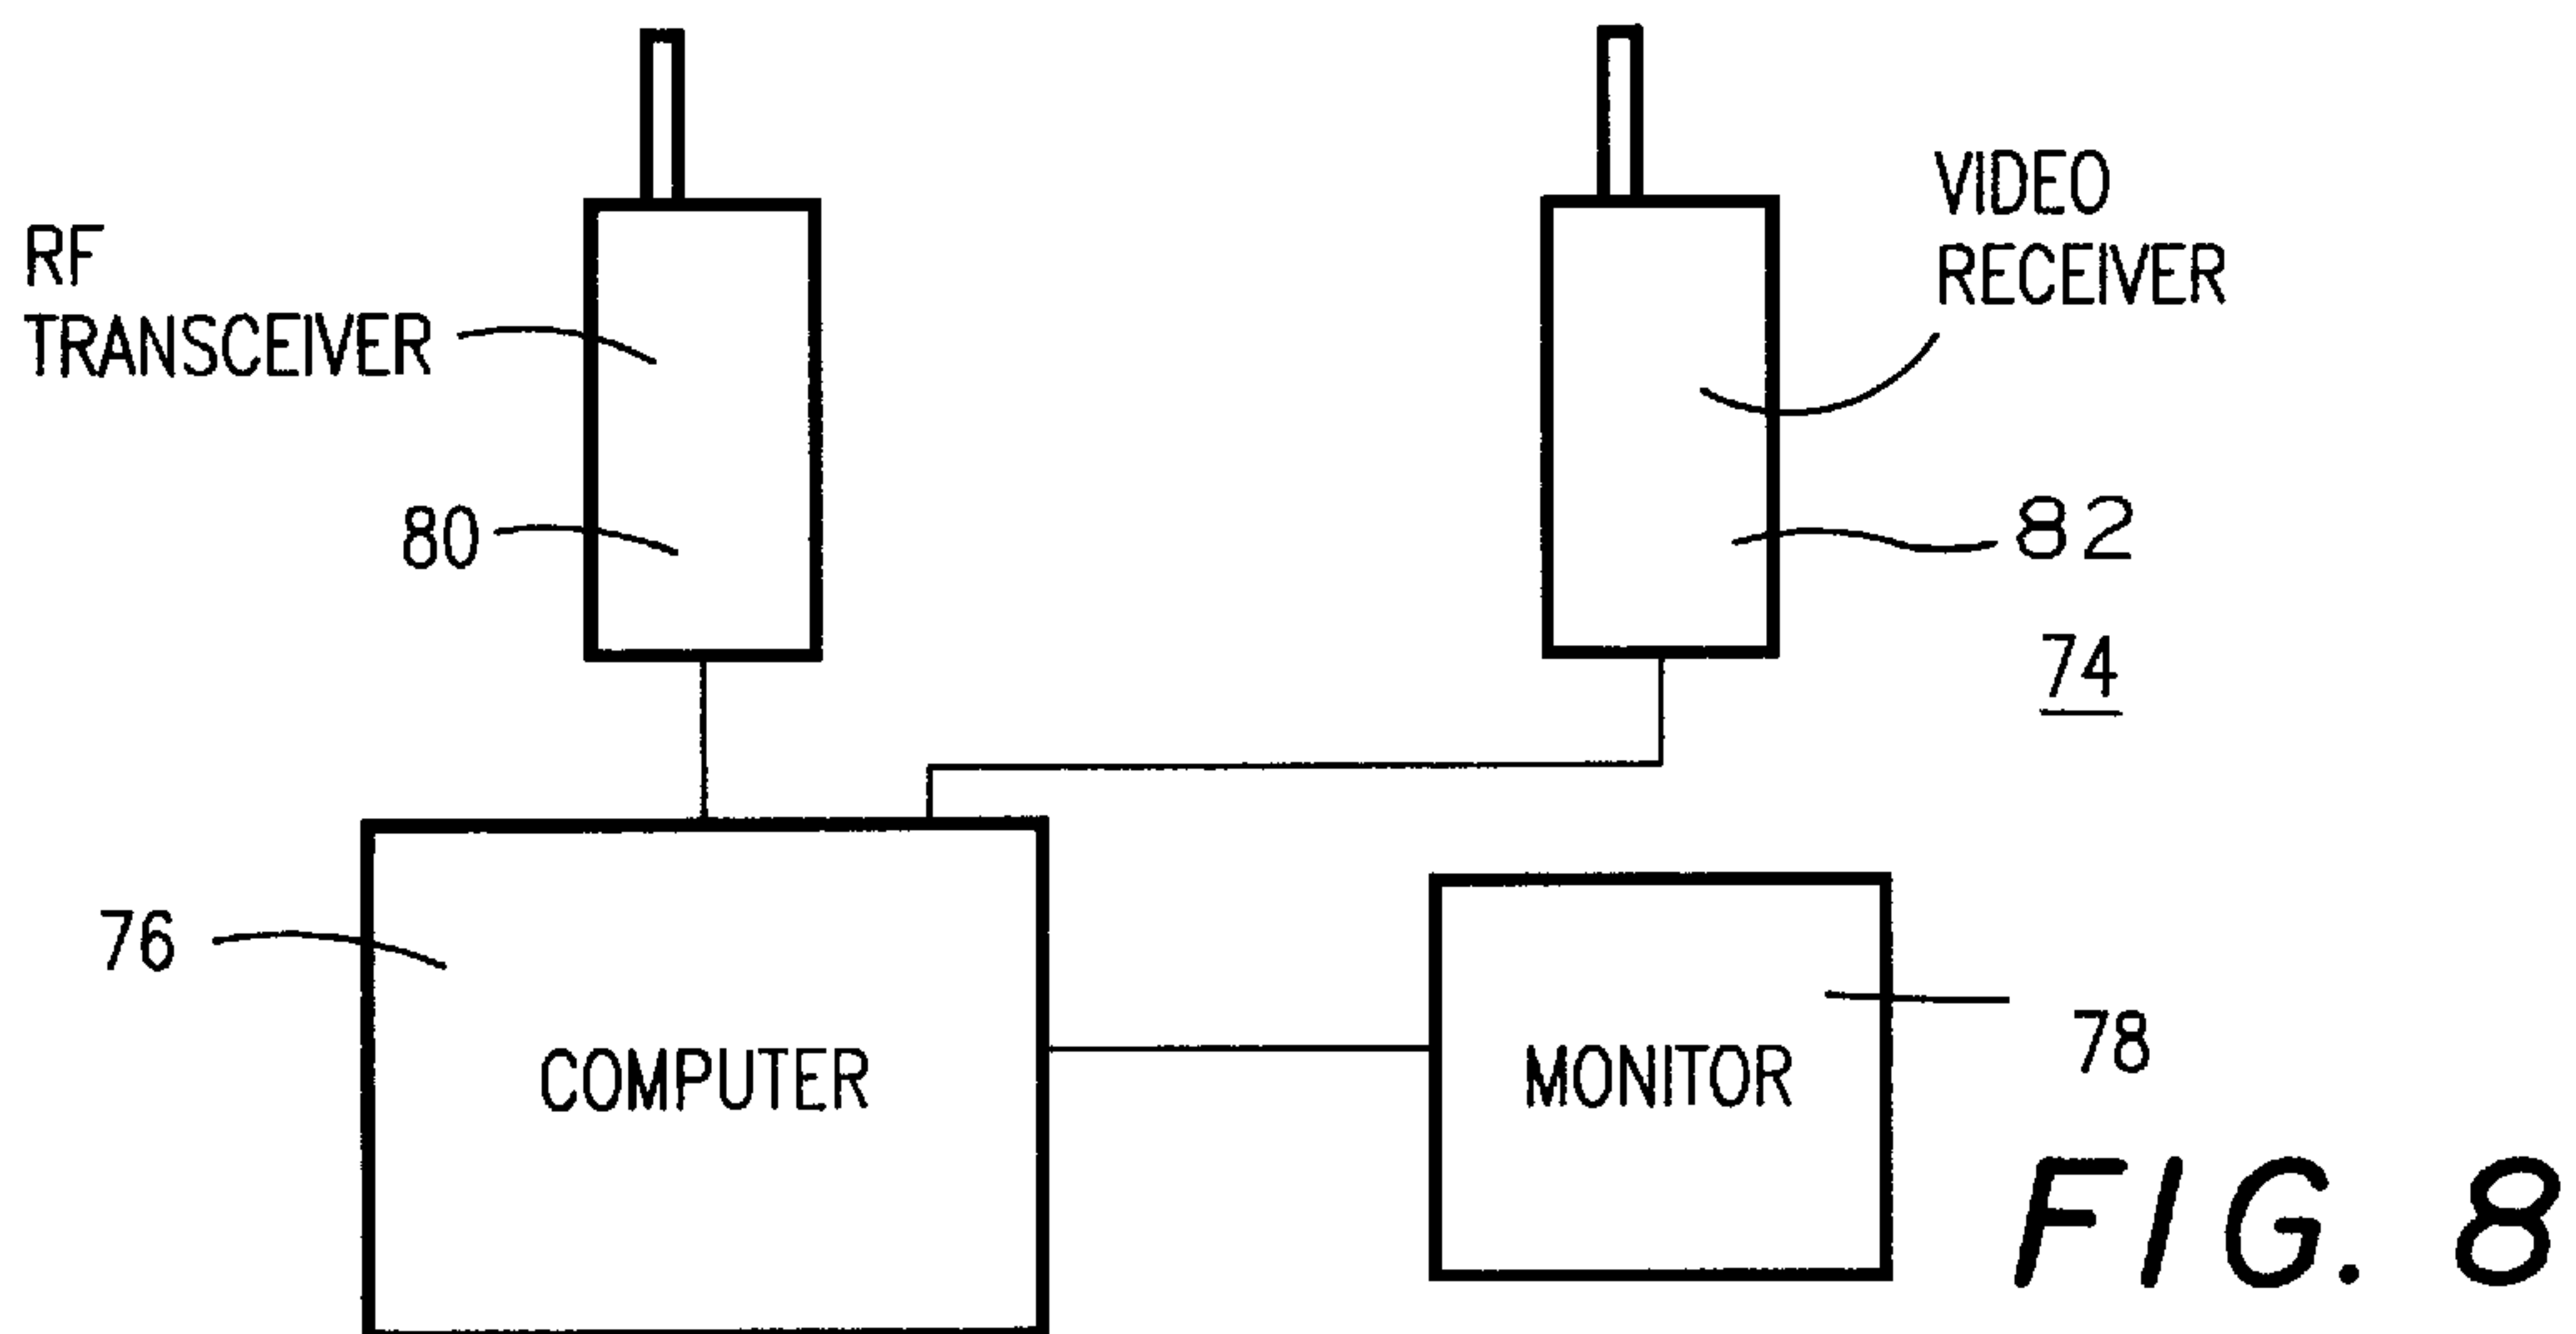 VIDEO
RECEIVER
RF
TRANSCEIVER
80
82
74
76
COMPUTER
MONITOR
78
FIG. 8